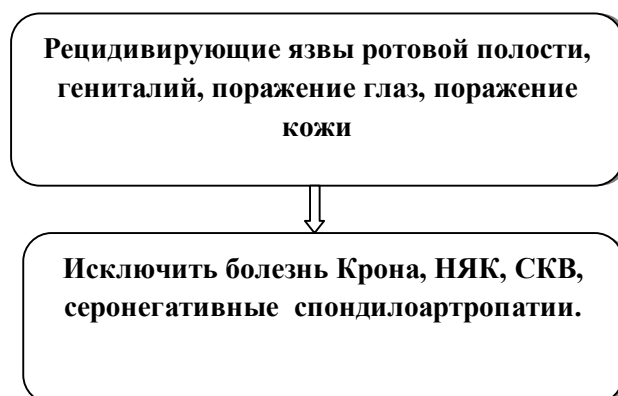 Рецидивирующие язвы ротовой полости,
гениталий, поражение глаз, поражение
кожи
Исключить болезнь Крона, НЯК, СКВ,
серонегативные спондилоартропатии.